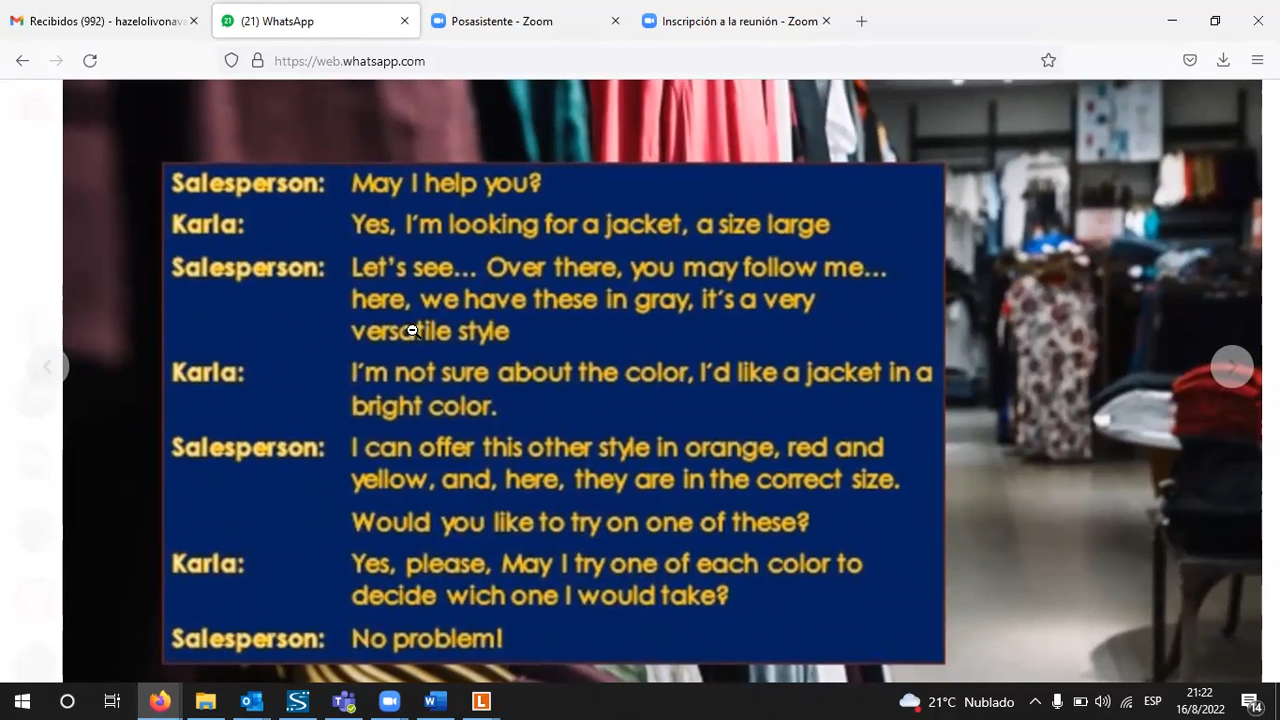 Recibidos (992) - hazelolivonava
(21) WhatsApp
Posasistente - Zoom
Inscripción a la reunión - Zoom
https://web.whatsapp.com
Salesperson: May I help you?
Karla: Yes, I´m looking for a jacket, a size large
Salesperson: Let's see... Over there, you may follow me...
here, we have these in gray, it´s a very
versatile style
Karla: I´m not sure about the color, I´d like a jacket in a
bright color.
Salesperson: I can offer this other style in orange, red and
yellow, and, here, they are in the correct size.
Would you like to try on one of these?
Karla: Yes, please, May I try one of each color to
decide wich one I would take?
Salesperson: No problem!
21°C Nublado
ESP
21:22
16/8/2022
14